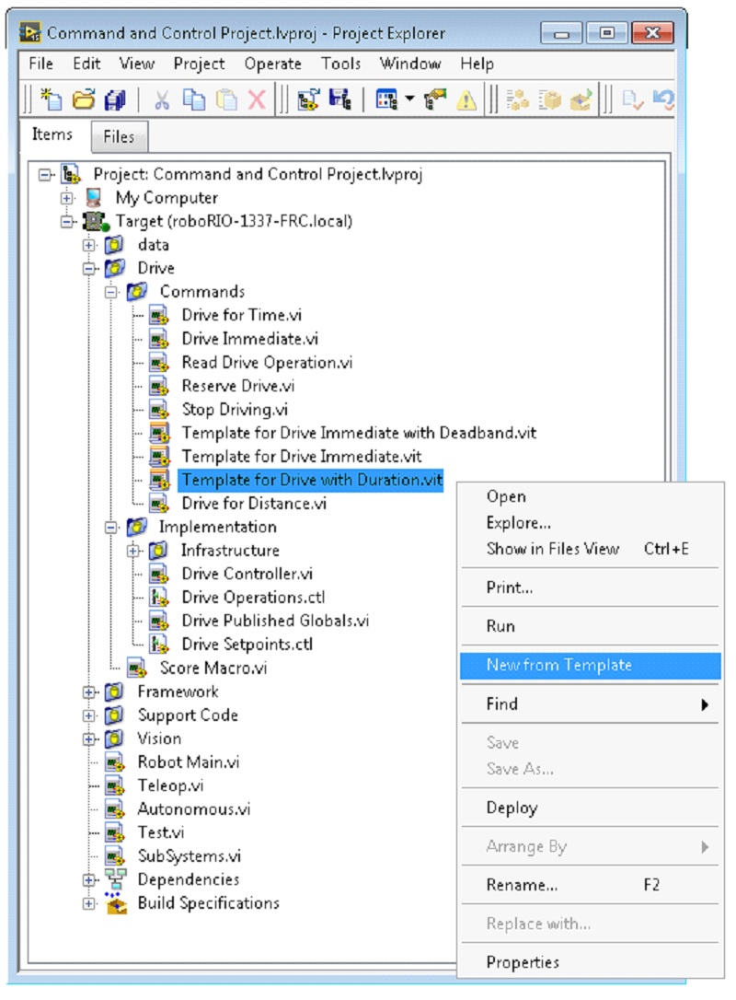 Command and Control Project.lvproj - Project Explorer
File Edit View Project Operate Tools Window Help
Items Files
Project: Command and Control Project.lvproj
My Computer
Target (roboRIO-1337-FRC.local)
data
Drive
Commands
Drive for Time.vi
Drive Immediate.vi
Read Drive Operation.vi
Reserve Drive.vi
Stop Driving.vi
Template for Drive Immediate with Deadband.vit
Template for Drive Immediate.vit
Template for Drive with Duration.vit
Drive for Distance.vi
Implementation
Infrastructure
Drive Controller.vi
Drive Operations.ctl
Drive Published Globals.vi
Drive Setpoints.ctl
Score Macro.vi
Framework
Support Code
Vision
Robot Main.vi
Teleop.vi
Autonomous.vi
Test.vi
SubSystems.vi
Dependencies
Build Specifications
Open
Explore...
Show in Files View Ctrl+E
Print...
Run
New from Template
Find
Save
Save As...
Deploy
Arrange By
Rename... F2
Replace with...
Properties